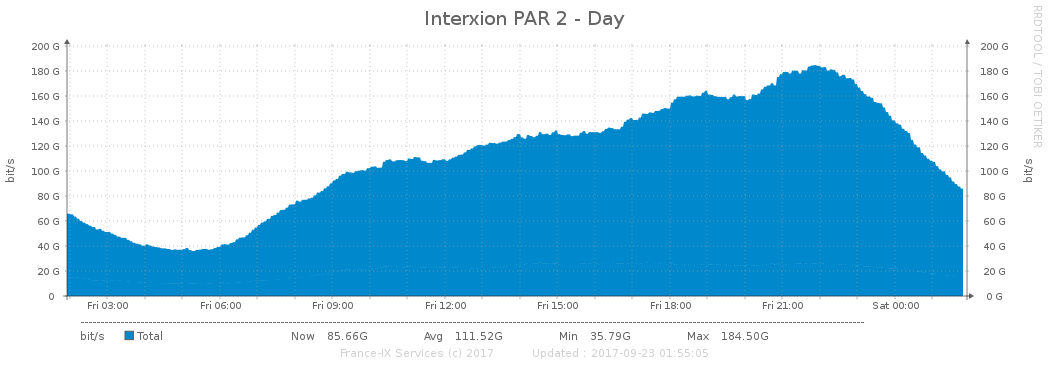 Interxion PAR 2 - Day
RRDTOOL / TOBI OETIKER
200 G 200 G
180 G 180 G
160 G 160 G
140 G 140 G
120 G 120 G
100 G 100 G
80 G 80 G
60 G 60 G
40 G 40 G
20 G 20 G
0 0 G
bit/s bit/s
Fri 03:00 Fri 06:00 Fri 09:00 Fri 12:00 Fri 15:00 Fri 18:00 Fri 21:00 Sat 00:00
bit/s Total Now 85.66G Avg 111.52G Min 35.79G Max 184.50G
France-IX Services (c) 2017 Updated : 2017-09-23 01:55:05